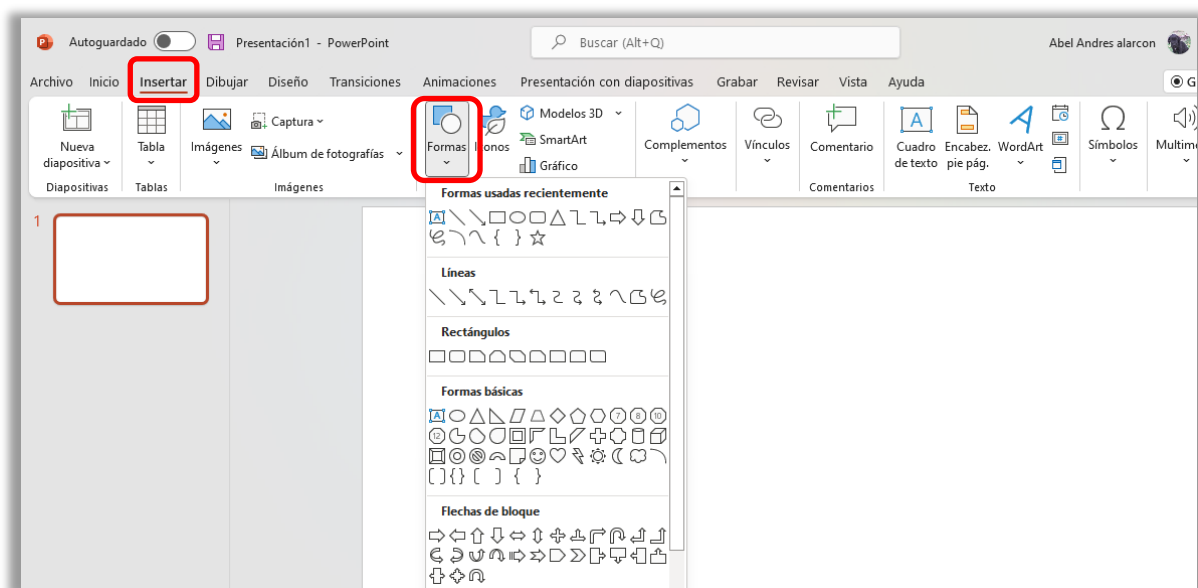 Autoguardado Presentación1 - PowerPoint Buscar (Alt+Q) Abel Andres alarcon
Archivo Inicio Insertar Dibujar Diseño Transiciones Animaciones Presentación con diapositivas Grabar Revisar Vista Ayuda G
Nueva diapositiva
Tabla
Imágenes
Captura
Álbum de fotografías
Formas
Iconos
Modelos 3D
SmartArt
Gráfico
Complementos
Vínculos
Comentario
Cuadro de texto
Encabez. pie pág.
WordArt
Símbolos
Multime
Diapositivas Tablas Imágenes Comentarios Texto
1
Formas usadas recientemente
Líneas
Rectángulos
Formas básicas
Flechas de bloque